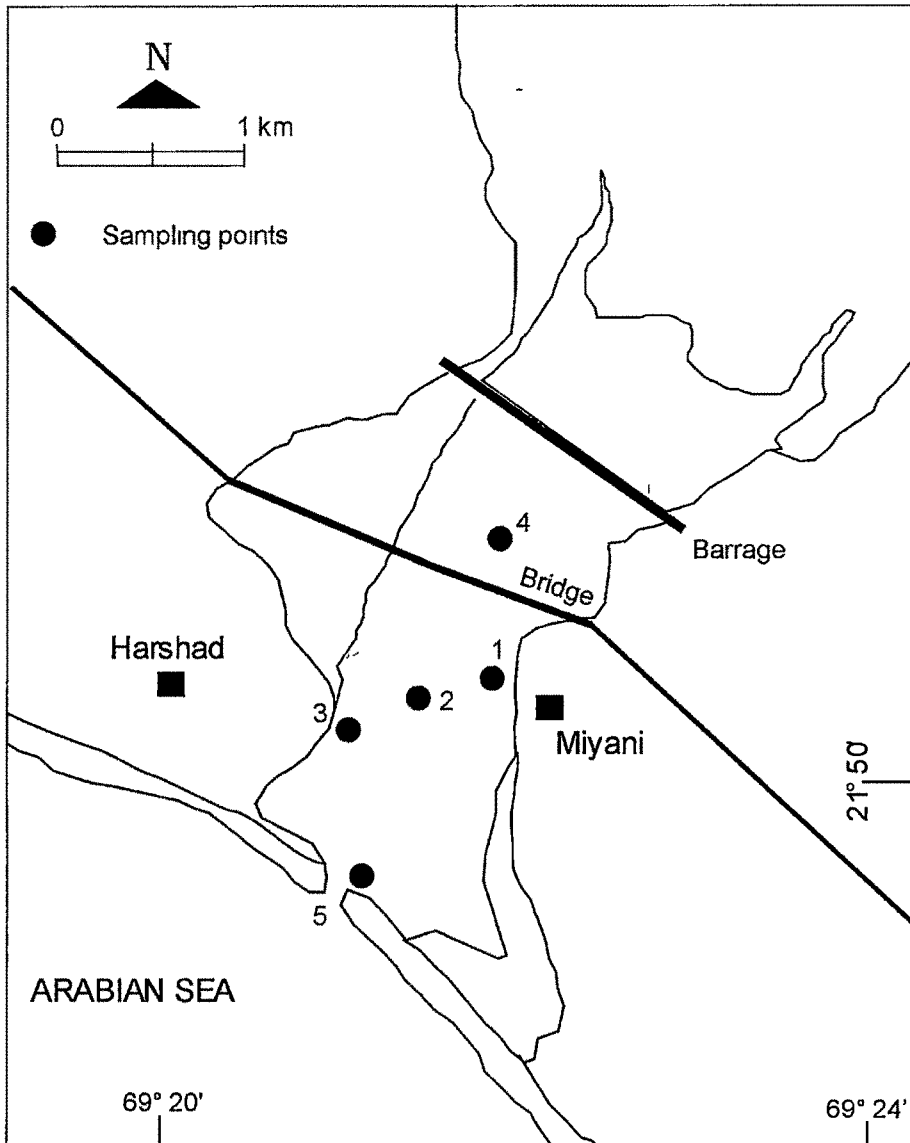 N
0 1 km
Sampling points
4
Barrage
Bridge
1
Harshad
2
3
Miyani
21° 50'
5
ARABIAN SEA
69° 20'
69° 24'